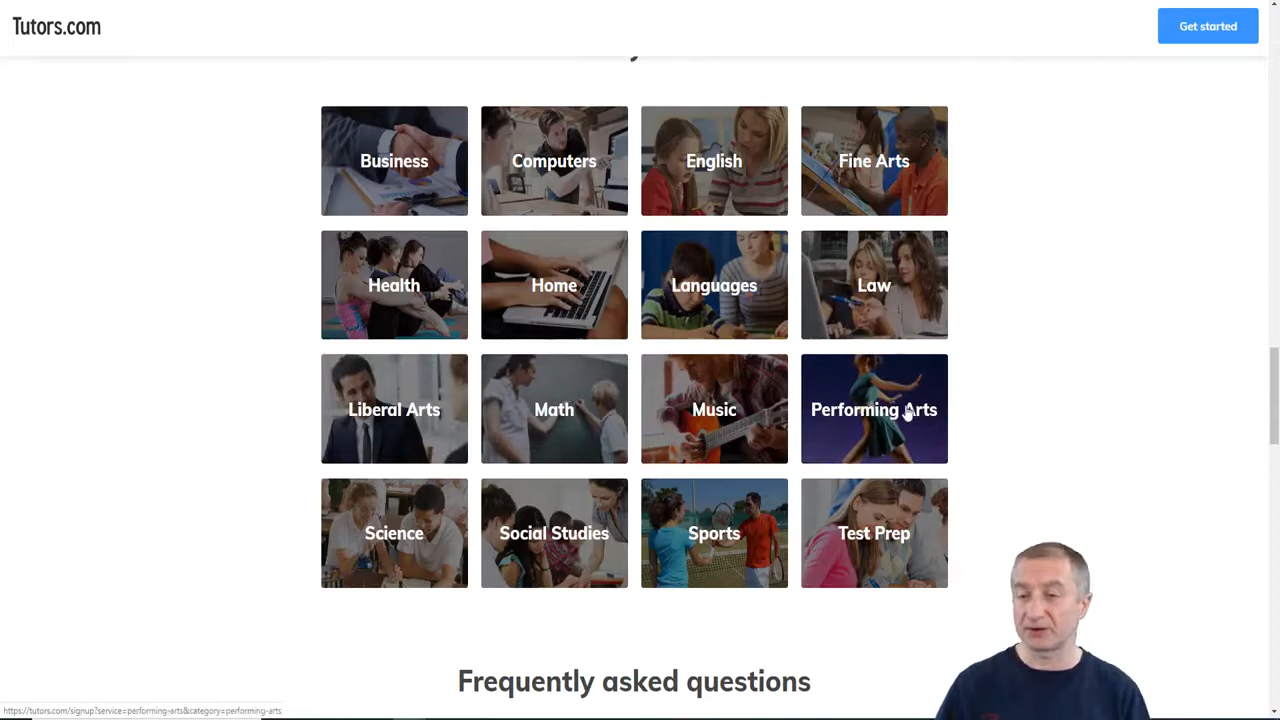 Tutors.com
Get started
Business
Computers
English
Fine Arts
Health
Home
Languages
Law
Liberal Arts
Math
Music
Performing Arts
Science
Social Studies
Sports
Test Prep
Frequently asked questions
https://tutors.com/signup?service=performing-arts&category=performing-arts